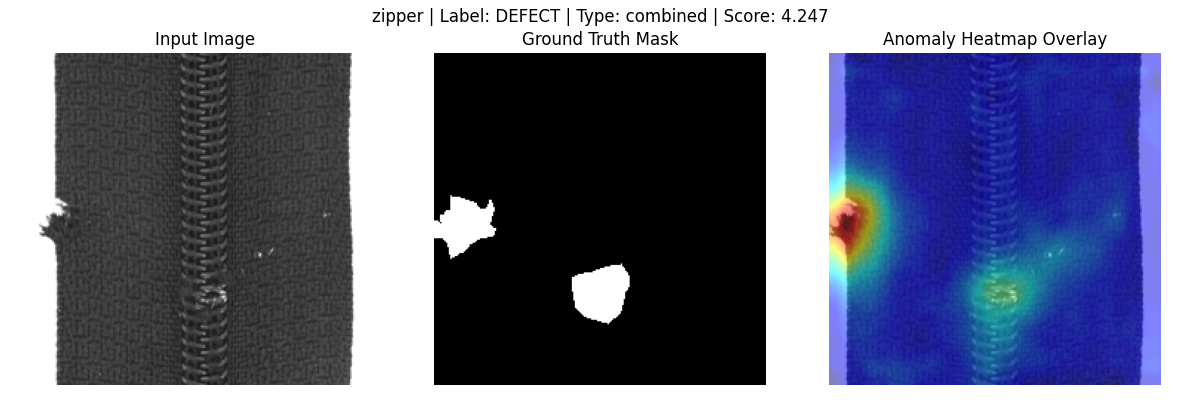 zipper | Label: DEFECT | Type: combined | Score: 4.247
Input Image
Ground Truth Mask
Anomaly Heatmap Overlay